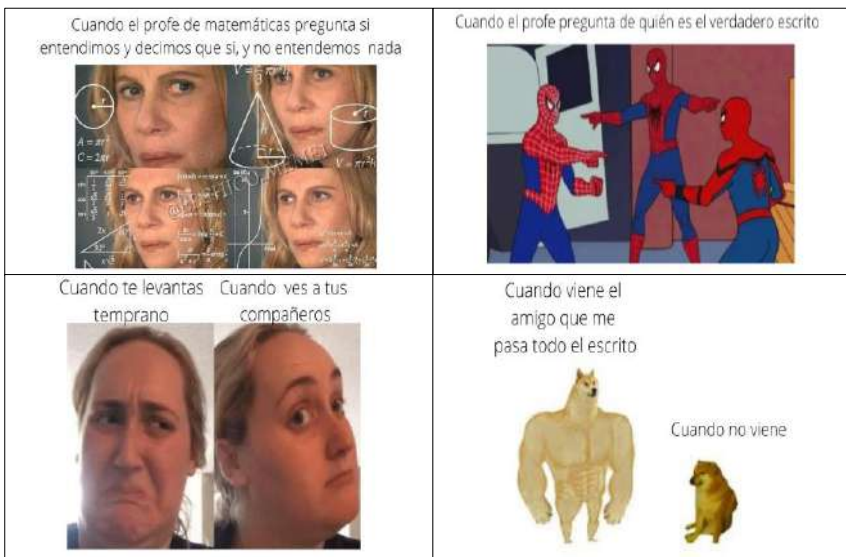 Cuando el profe de matemáticas pregunta si
entendimos y decimos que si, y no entendemos nada
Cuando el profe pregunta de quién es el verdadero escrito
A = πr²
C = 2πr
Cuando te levantas
temprano
Cuando ves a tus
compañeros
Cuando viene el
amigo que me
pasa todo el escrito
Cuando no viene